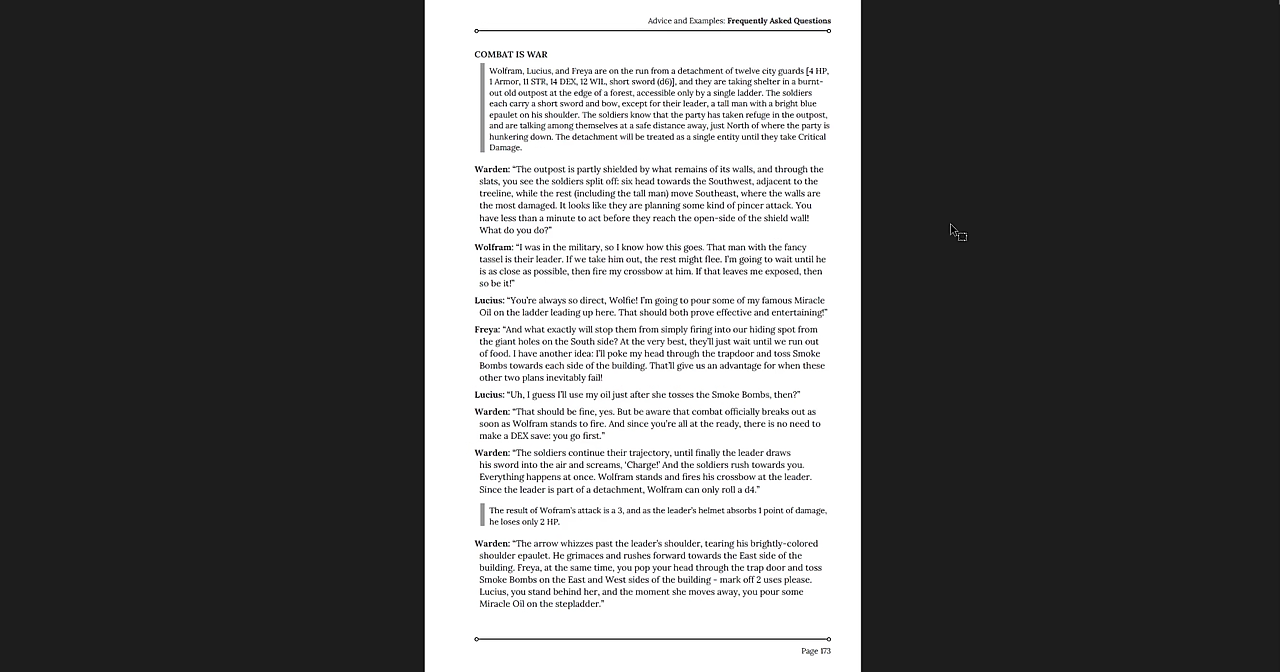 Advice and Examples: Frequently Asked Questions
COMBAT IS WAR
Wolfram, Lucius, and Freya are on the run from a detachment of twelve city guards [4 HP,
1 Armor, 11 STR, 14 DEX, 12 WIL, short sword (d6)], and they are taking shelter in a burnt-
out old outpost at the edge of a forest, accessible only by a single ladder. The soldiers
each carry a short sword and bow, except for their leader, a tall man with a bright blue
epaulet on his shoulder. The soldiers know that the party has taken refuge in the outpost,
and are talking among themselves at a safe distance away, just North of where the party is
hunkering down. The detachment will be treated as a single entity until they take Critical
Damage.
Warden: “The outpost is partly shielded by what remains of its walls, and through the
slats, you see the soldiers split off: six head towards the Southwest, adjacent to the
treeline, while the rest (including the tall man) move Southeast, where the walls are
the most damaged. It looks like they are planning some kind of pincer attack. You
have less than a minute to act before they reach the open-side of the shield wall!
What do you do?”
Wolfram: “I was in the military, so I know how this goes. That man with the fancy
tassel is their leader. If we take him out, the rest might flee. I’m going to wait until he
is as close as possible, then fire my crossbow at him. If that leaves me exposed, then
so be it!”
Lucius: “You’re always so direct, Wolfie! I’m going to pour some of my famous Miracle
Oil on the ladder leading up here. That should both prove effective and entertaining!”
Freya: “And what exactly will stop them from simply firing into our hiding spot from
the giant holes on the South side? At the very best, they’ll just wait until we run out
of food. I have another idea: I’ll poke my head through the trapdoor and toss Smoke
Bombs towards each side of the building. That’ll give us an advantage for when these
other two plans inevitably fail!
Lucius: “Uh, I guess I’ll use my oil just after she tosses the Smoke Bombs, then?”
Warden: “That should be fine, yes. But be aware that combat officially breaks out as
soon as Wolfram stands to fire. And since you’re all at the ready, there is no need to
make a DEX save: you go first.”
Warden: “The soldiers continue their trajectory, until finally the leader draws
his sword into the air and screams, ‘Charge!’ And the soldiers rush towards you.
Everything happens at once. Wolfram stands and fires his crossbow at the leader.
Since the leader is part of a detachment, Wolfram can only roll a d4.”
The result of Wofram’s attack is a 3, and as the leader’s helmet absorbs 1 point of damage,
he loses only 2 HP.
Warden: “The arrow whizzes past the leader’s shoulder, tearing his brightly-colored
shoulder epaulet. He grimaces and rushes forward towards the East side of the
building. Freya, at the same time, you pop your head through the trap door and toss
Smoke Bombs on the East and West sides of the building - mark off 2 uses please.
Lucius, you stand behind her, and the moment she moves away, you pour some
Miracle Oil on the stepladder.”
Page 173